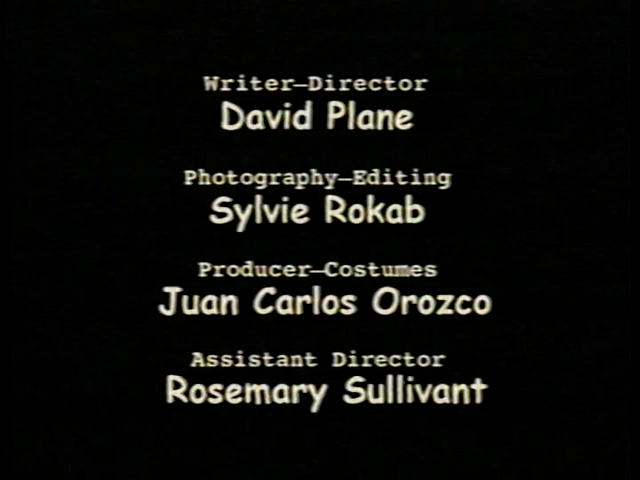 Writer–Director
David Plane
Photography–Editing
Sylvie Rokab
Producer–Costumes
Juan Carlos Orozco
Assistant Director
Rosemary Sullivant